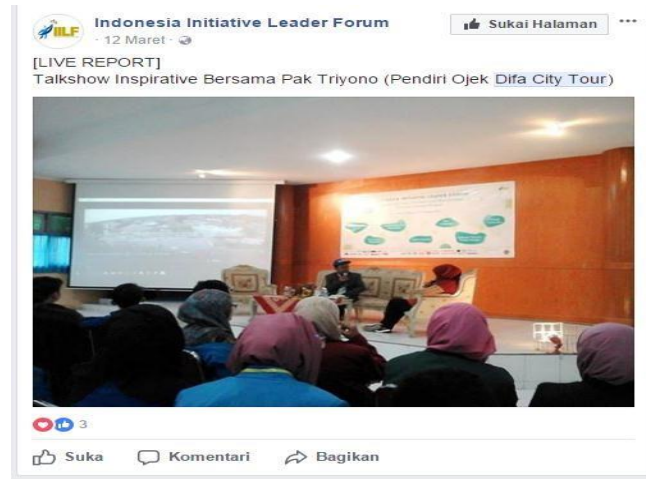 IILF
Indonesia Initiative Leader Forum
· 12 Maret ·
Sukai Halaman
[LIVE REPORT]
Talkshow Inspirative Bersama Pak Triyono (Pendiri Ojek Difa City Tour)
3
Suka
Komentari
Bagikan